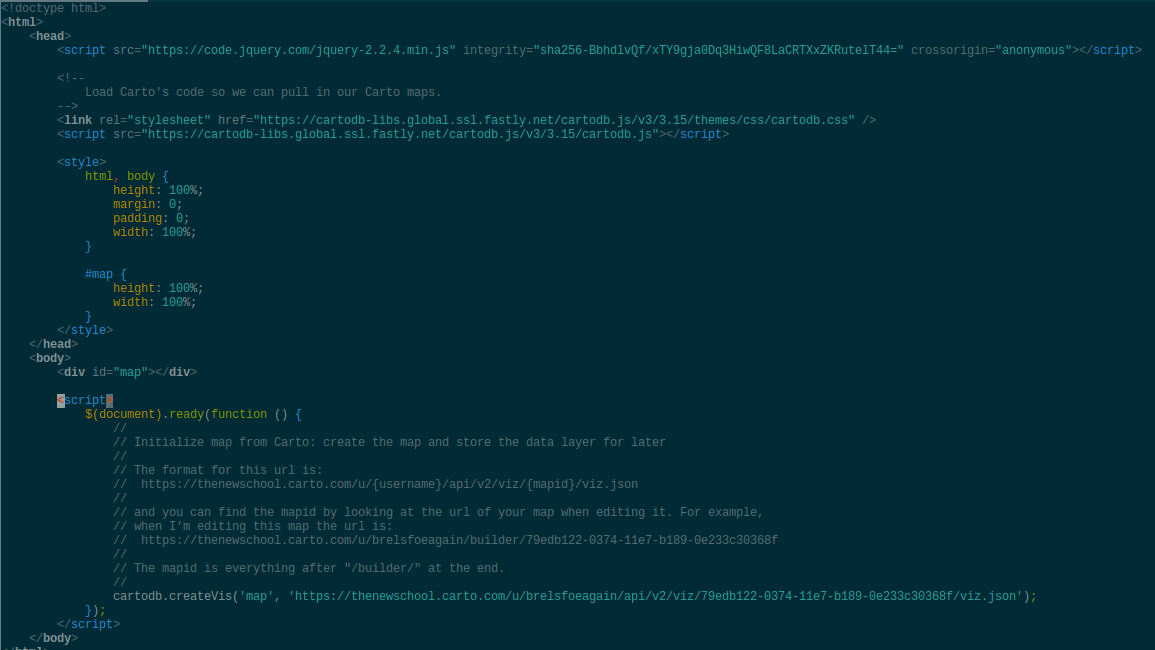 <!doctype html>
<html>
    <head>
        <script src="https://code.jquery.com/jquery-2.2.4.min.js" integrity="sha256-BbhdlvQf/xTY9gja0Dq3HiwQF8LaCRTXxZKRutelT44=" crossorigin="anonymous"></script>

        <!--
            Load Carto's code so we can pull in our Carto maps.
        -->
        <link rel="stylesheet" href="https://cartodb-libs.global.ssl.fastly.net/cartodb.js/v3/3.15/themes/css/cartodb.css" />
        <script src="https://cartodb-libs.global.ssl.fastly.net/cartodb.js/v3/3.15/cartodb.js"></script>

        <style>
            html, body {
                height: 100%;
                margin: 0;
                padding: 0;
                width: 100%;
            }

            #map {
                height: 100%;
                width: 100%;
            }
        </style>
    </head>
    <body>
        <div id="map"></div>

        <script>
            $(document).ready(function () {
                //
                // Initialize map from Carto: create the map and store the data layer for later
                //
                // The format for this url is:
                //  https://thenewschool.carto.com/u/{username}/api/v2/viz/{mapid}/viz.json
                //
                // and you can find the mapid by looking at the url of your map when editing it. For example,
                // when I'm editing this map the url is:
                //  https://thenewschool.carto.com/u/brelsfoeagain/builder/79edb122-0374-11e7-b189-0e233c30368f
                //
                // The mapid is everything after "/builder/" at the end.
                //
                cartodb.createVis('map', 'https://thenewschool.carto.com/u/brelsfoeagain/api/v2/viz/79edb122-0374-11e7-b189-0e233c30368f/viz.json');
            });
        </script>
    </body>
</html>